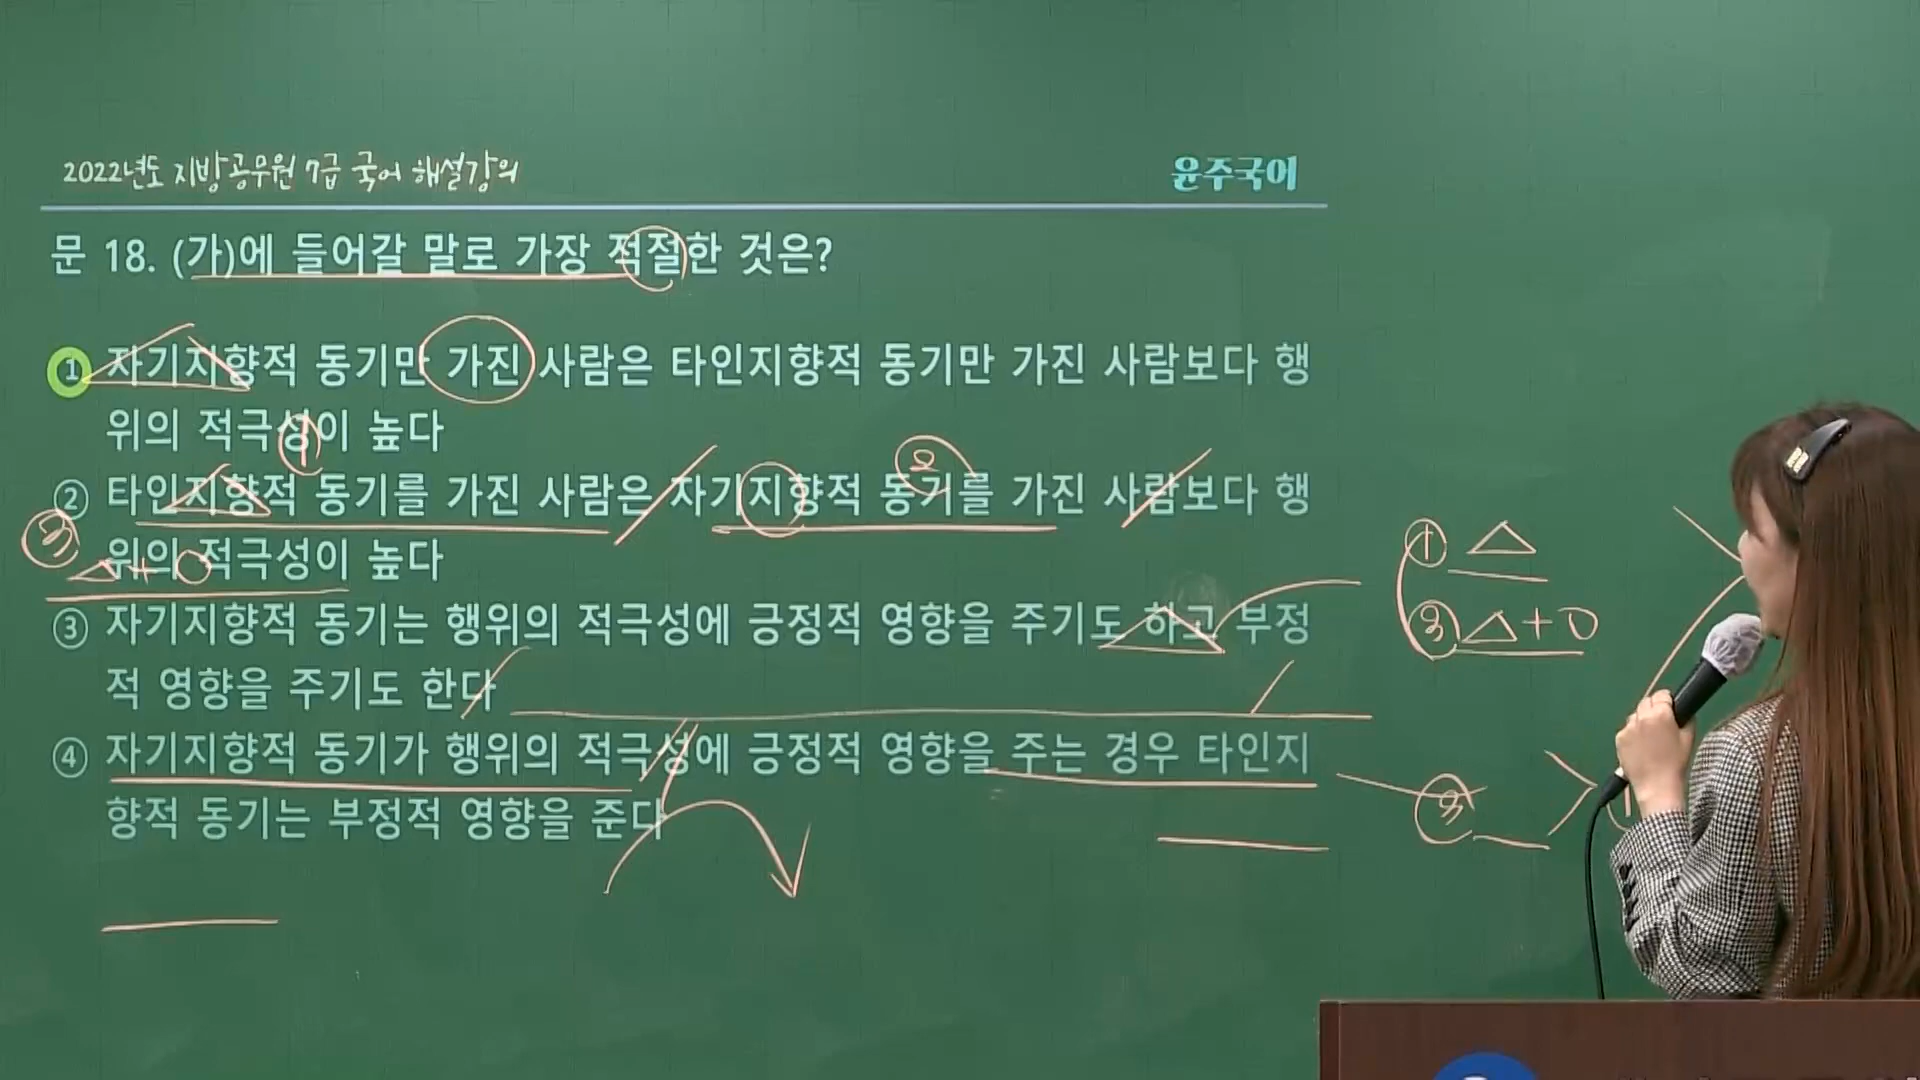 2022년도 지방공무원 7급 국어 해설강의
윤주국어
문 18. (가)에 들어갈 말로 가장 적절한 것은?
① 자기지향적 동기만 가진 사람은 타인지향적 동기만 가진 사람보다 행
위의 적극성이 높다
② 타인지향적 동기를 가진 사람은 자기지향적 동기를 가진 사람보다 행
위의 적극성이 높다
③ 자기지향적 동기는 행위의 적극성에 긍정적 영향을 주기도 하고 부정
적 영향을 주기도 한다
④ 자기지향적 동기가 행위의 적극성에 긍정적 영향을 주는 경우 타인지
향적 동기는 부정적 영향을 준다
① △
③ △+O